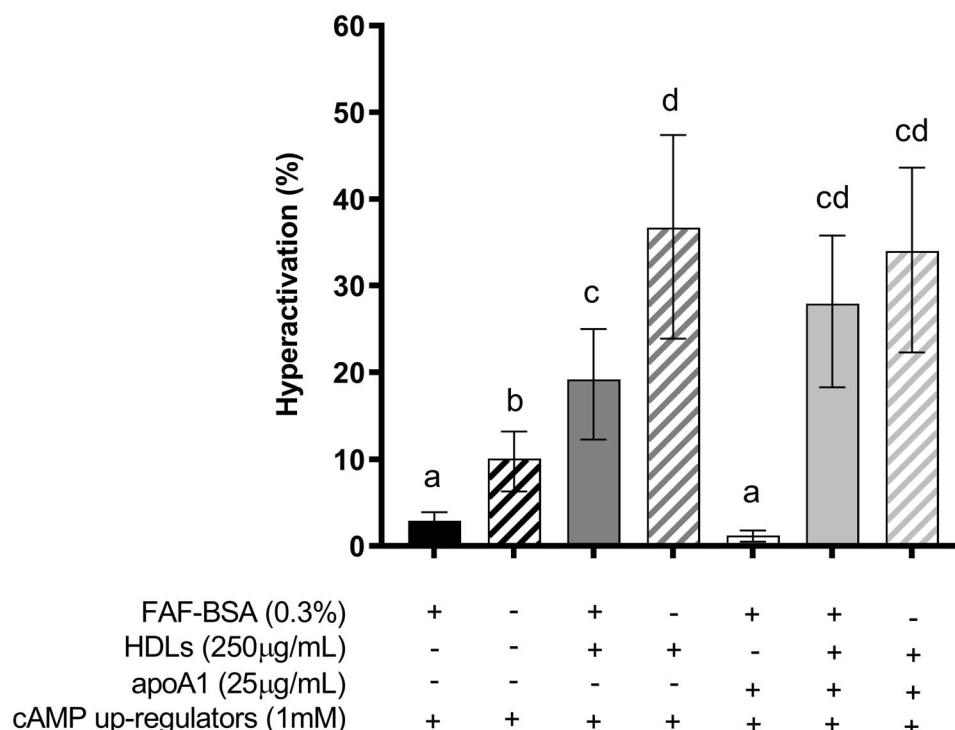 60
50
40
30
20
10
0
Hyperactivation (%)
a
b
c
d
a
cd
cd
FAF-BSA (0.3%) + - + - + + -
HDLs (250μg/mL) - - + + - + +
apoA1 (25μg/mL) - - - - + + +
cAMP up-regulators (1mM) + + + + + + +